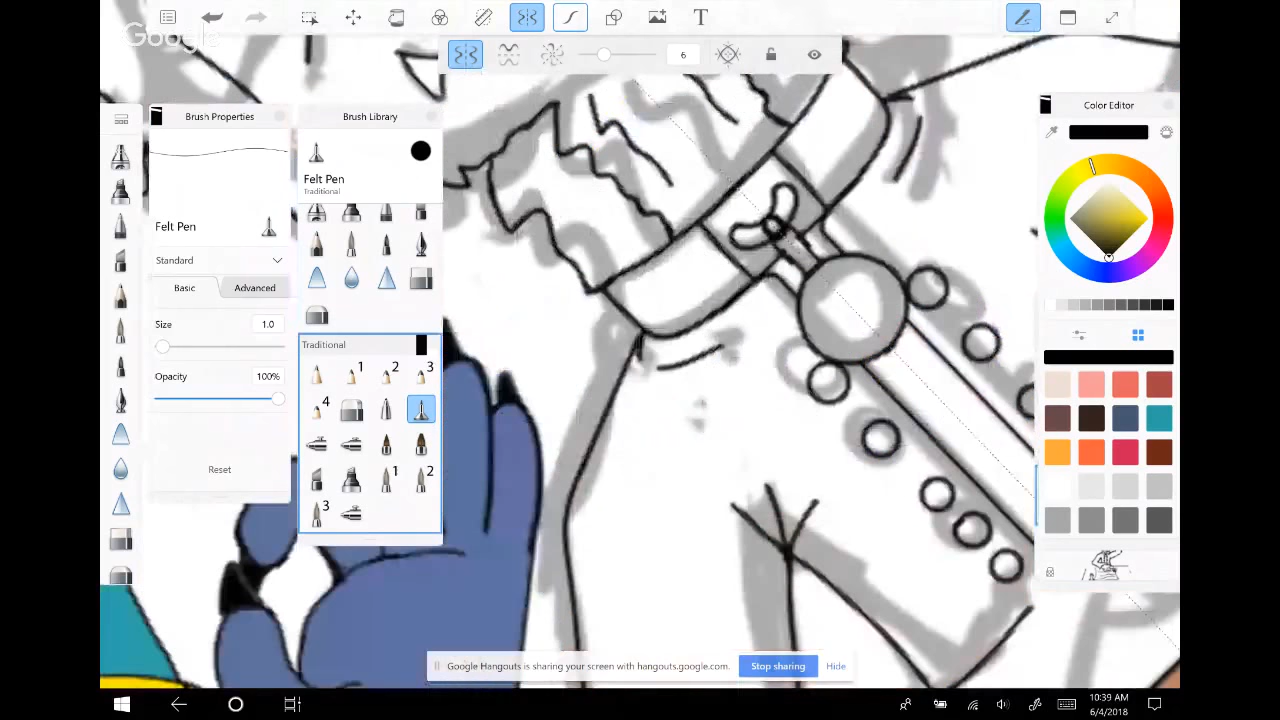 Google
T
6
Brush Properties
Brush Library
Color Editor
Felt Pen
Traditional
Felt Pen
Standard
Basic
Advanced
Size
1.0
Opacity
100%
Reset
Traditional
1
2
3
4
1
2
3
Google Hangouts is sharing your screen with hangouts.google.com.
Stop sharing
Hide
10:39 AM
6/4/2018